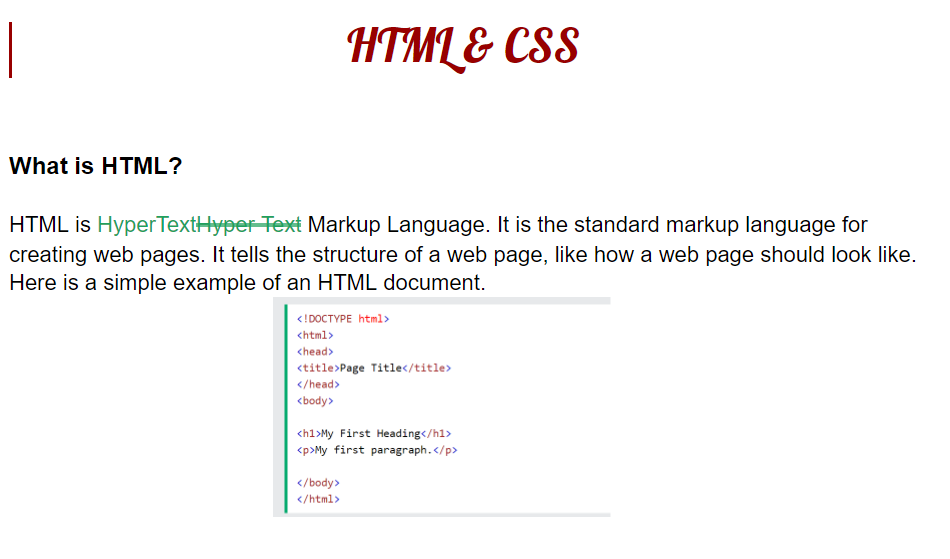 HTML & CSS
What is HTML?
HTML is HyperTextHyper Text Markup Language. It is the standard markup language for
creating web pages. It tells the structure of a web page, like how a web page should look like.
Here is a simple example of an HTML document.
<!DOCTYPE html>
<html>
<head>
<title>Page Title</title>
</head>
<body>
<h1>My First Heading</h1>
<p>My first paragraph.</p>
</body>
</html>